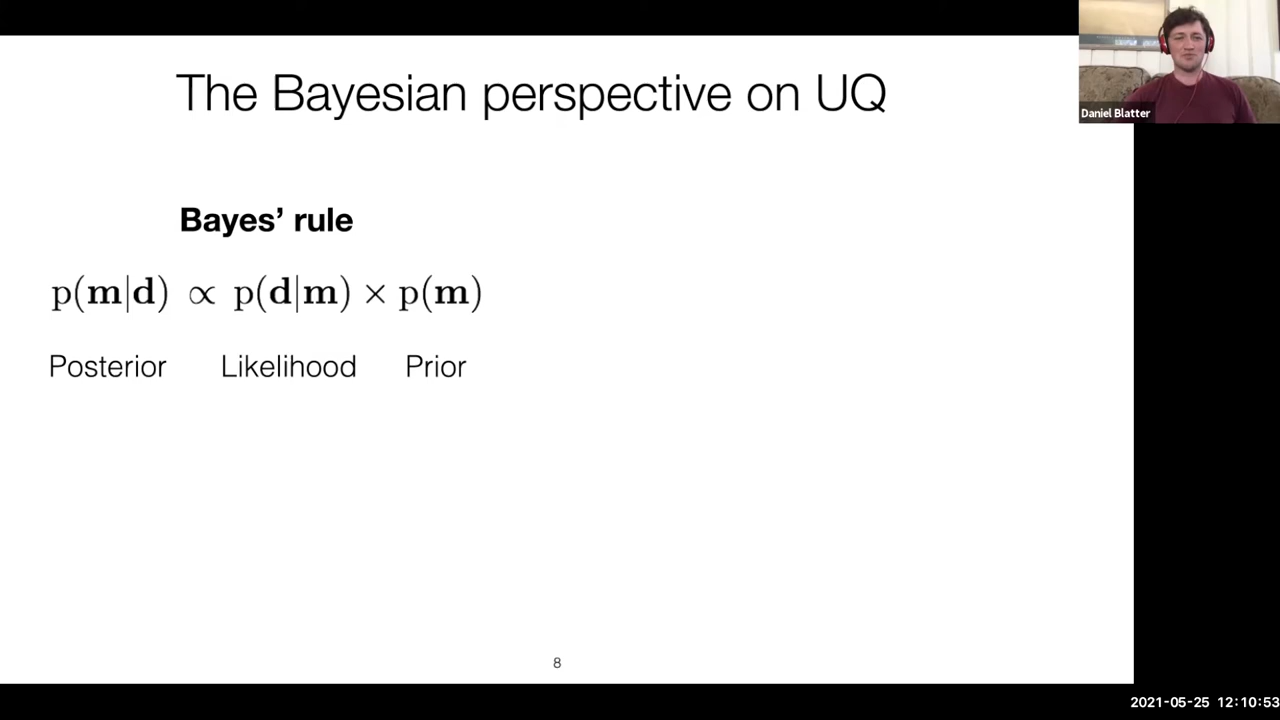 The Bayesian perspective on UQ
Daniel Blatter
Bayes’ rule
p(m|d) ∝ p(d|m) × p(m)
Posterior Likelihood Prior
8
2021-05-25 12:10:53